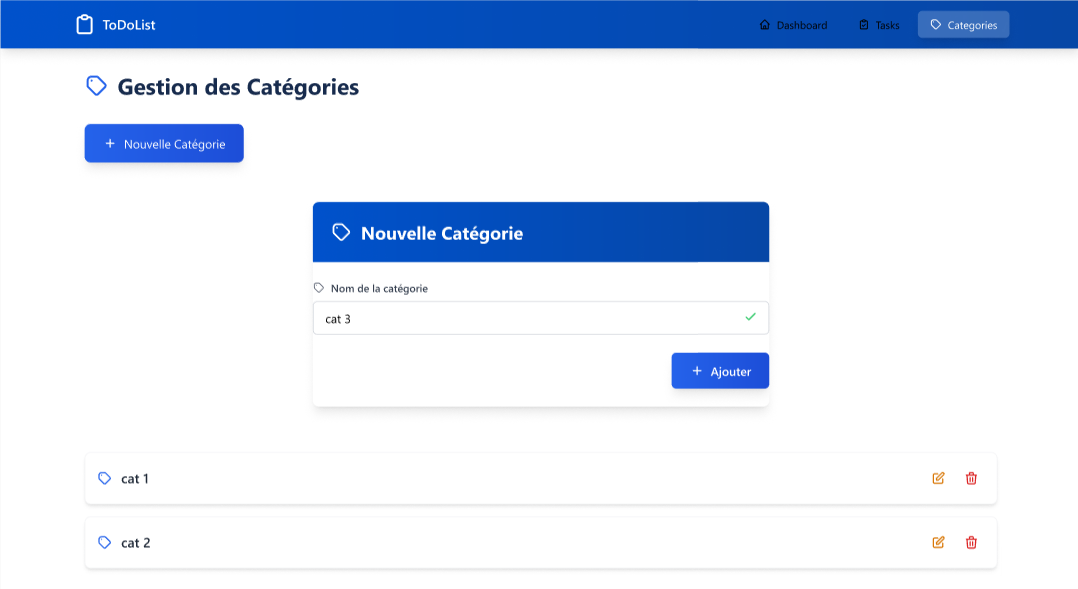 ToDoList
Dashboard
Tasks
Categories
Gestion des Catégories
Nouvelle Catégorie
Nouvelle Catégorie
Nom de la catégorie
cat 3
Ajouter
cat 1
cat 2